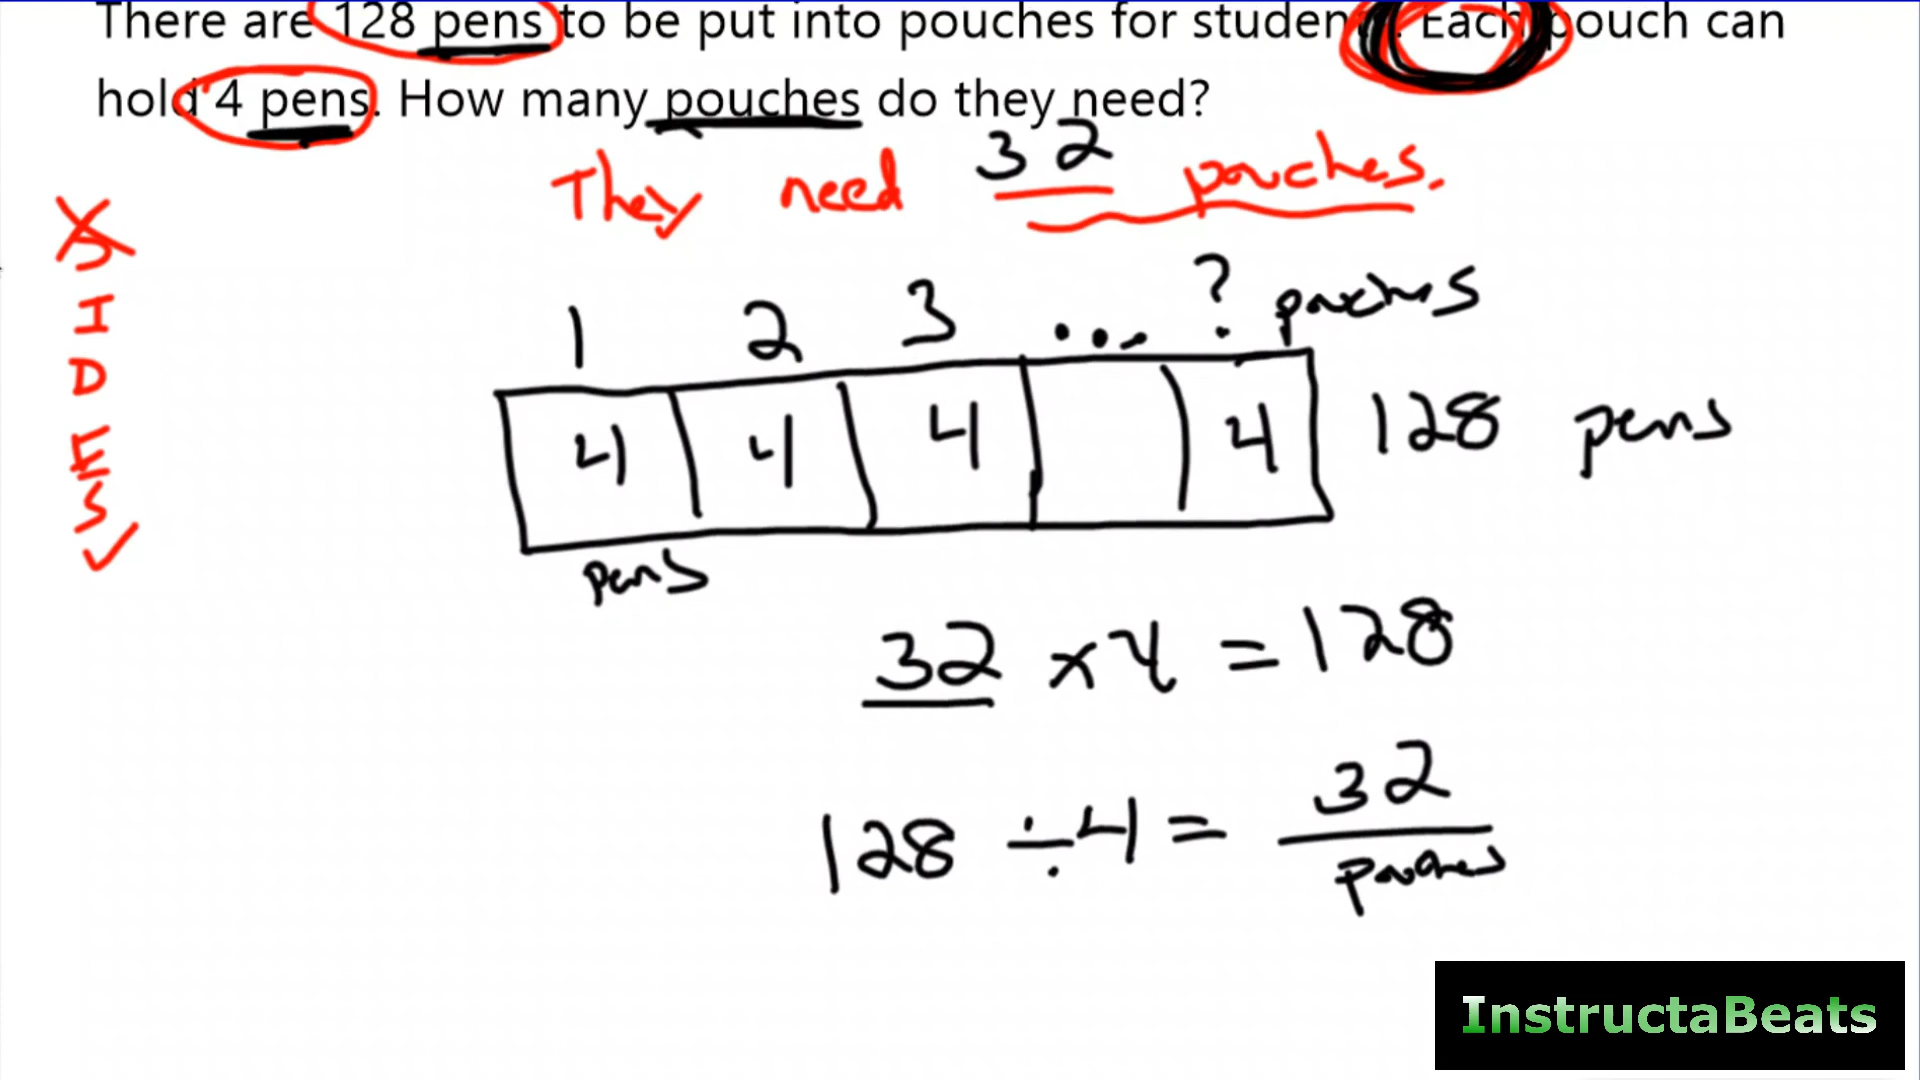 There are 128 pens to be put into pouches for student. Each pouch can
hold 4 pens. How many pouches do they need?
They need 32 pouches.
1 2 3 ... ? pouches
4 4 4 4 128 pens
pens
I
D
E
S
32 x 4 = 128
128 ÷ 4 = 32
pouches
InstructaBeats